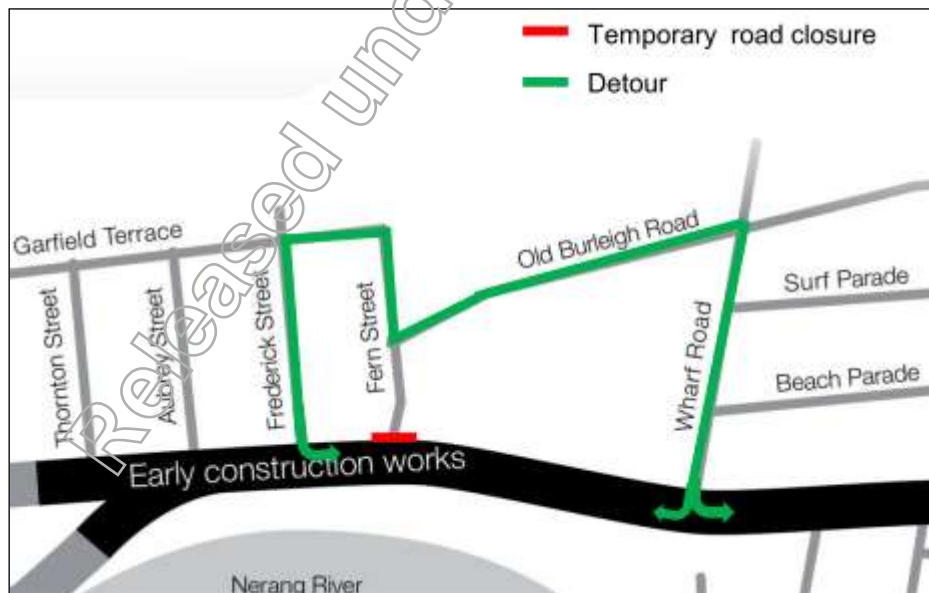 Temporary road closure
Detour
Garfield Terrace
Old Burleigh Road
Surf Parade
Beach Parade
Thornton Street
Aubrey Street
Frederick Street
Fern Street
Wharf Road
Early construction works
Nerang River
Released und